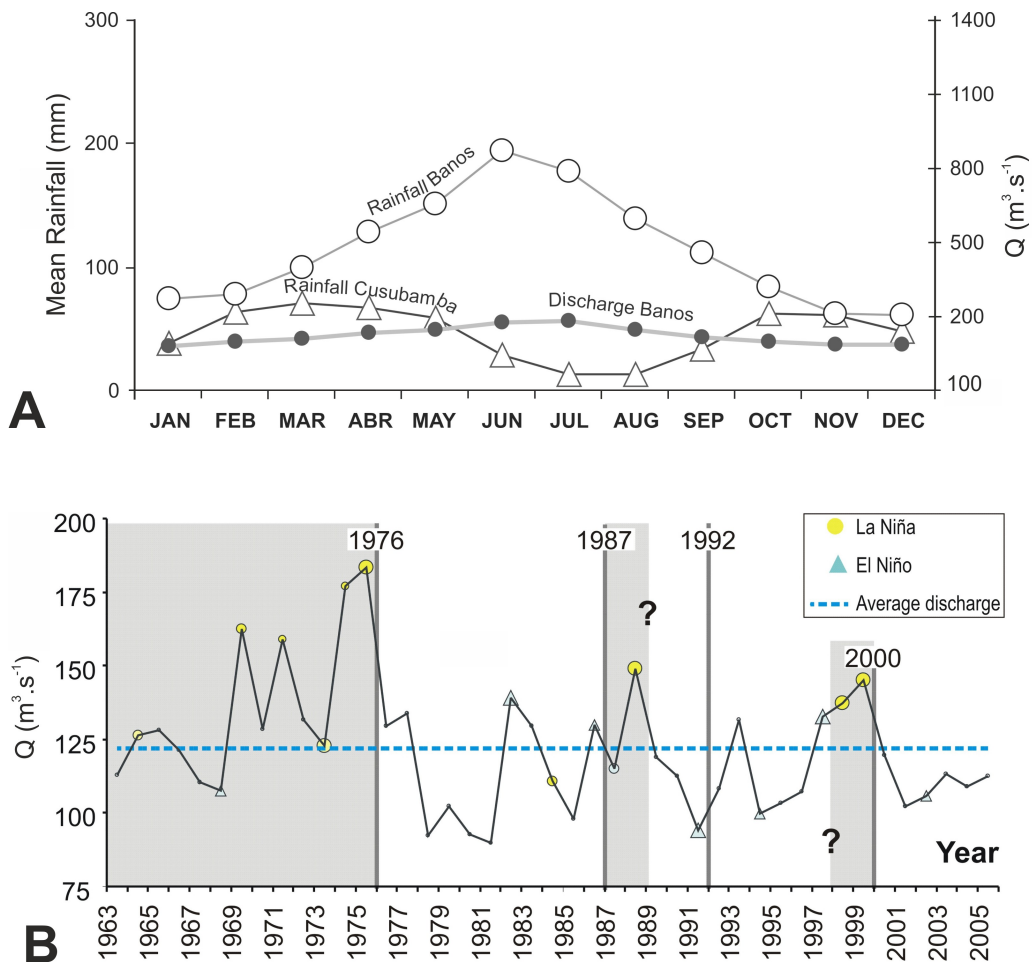 300
200
100
0
Mean Rainfall (mm)
1400
1100
800
500
200
100
Q (m³.s⁻¹)
Rainfall Banos
Rainfall Cusubamba
Discharge Banos
JAN FEB MAR ABR MAY JUN JUL AUG SEP OCT NOV DEC
A
200
175
150
125
100
75
Q (m³.s⁻¹)
1976
1987
1992
2000
?
?
La Niña
El Niño
Average discharge
Year
1963 1965 1967 1969 1971 1973 1975 1977 1979 1981 1983 1985 1987 1989 1991 1993 1995 1997 1999 2001 2003 2005
B